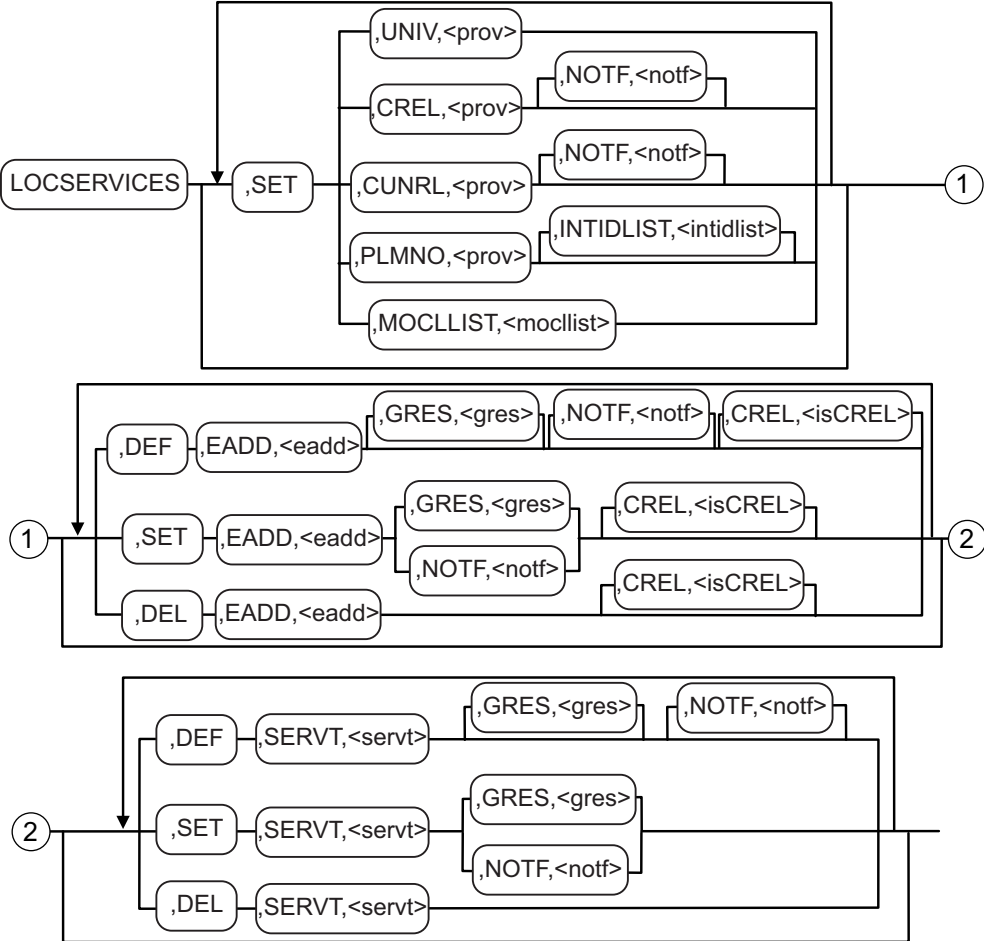 ,UNIV,<prov>
,NOTF,<notf>
,CREL,<prov>
,NOTF,<notf>
LOCSERVICES
,SET
,CUNRL,<prov>
1
,INTIDLIST,<intidlist>
,PLMNO,<prov>
,MOCLLIST,<mocllist>
,GRES,<gres>
,NOTF,<notf>
,CREL,<isCREL>
,DEF
,EADD,<eadd>
,GRES,<gres>
,CREL,<isCREL>
1
,SET
,EADD,<eadd>
2
,NOTF,<notf>
,CREL,<isCREL>
,DEL
,EADD,<eadd>
,GRES,<gres>
,NOTF,<notf>
,DEF
,SERVT,<servt>
,GRES,<gres>
2
,SET
,SERVT,<servt>
,NOTF,<notf>
,DEL
,SERVT,<servt>